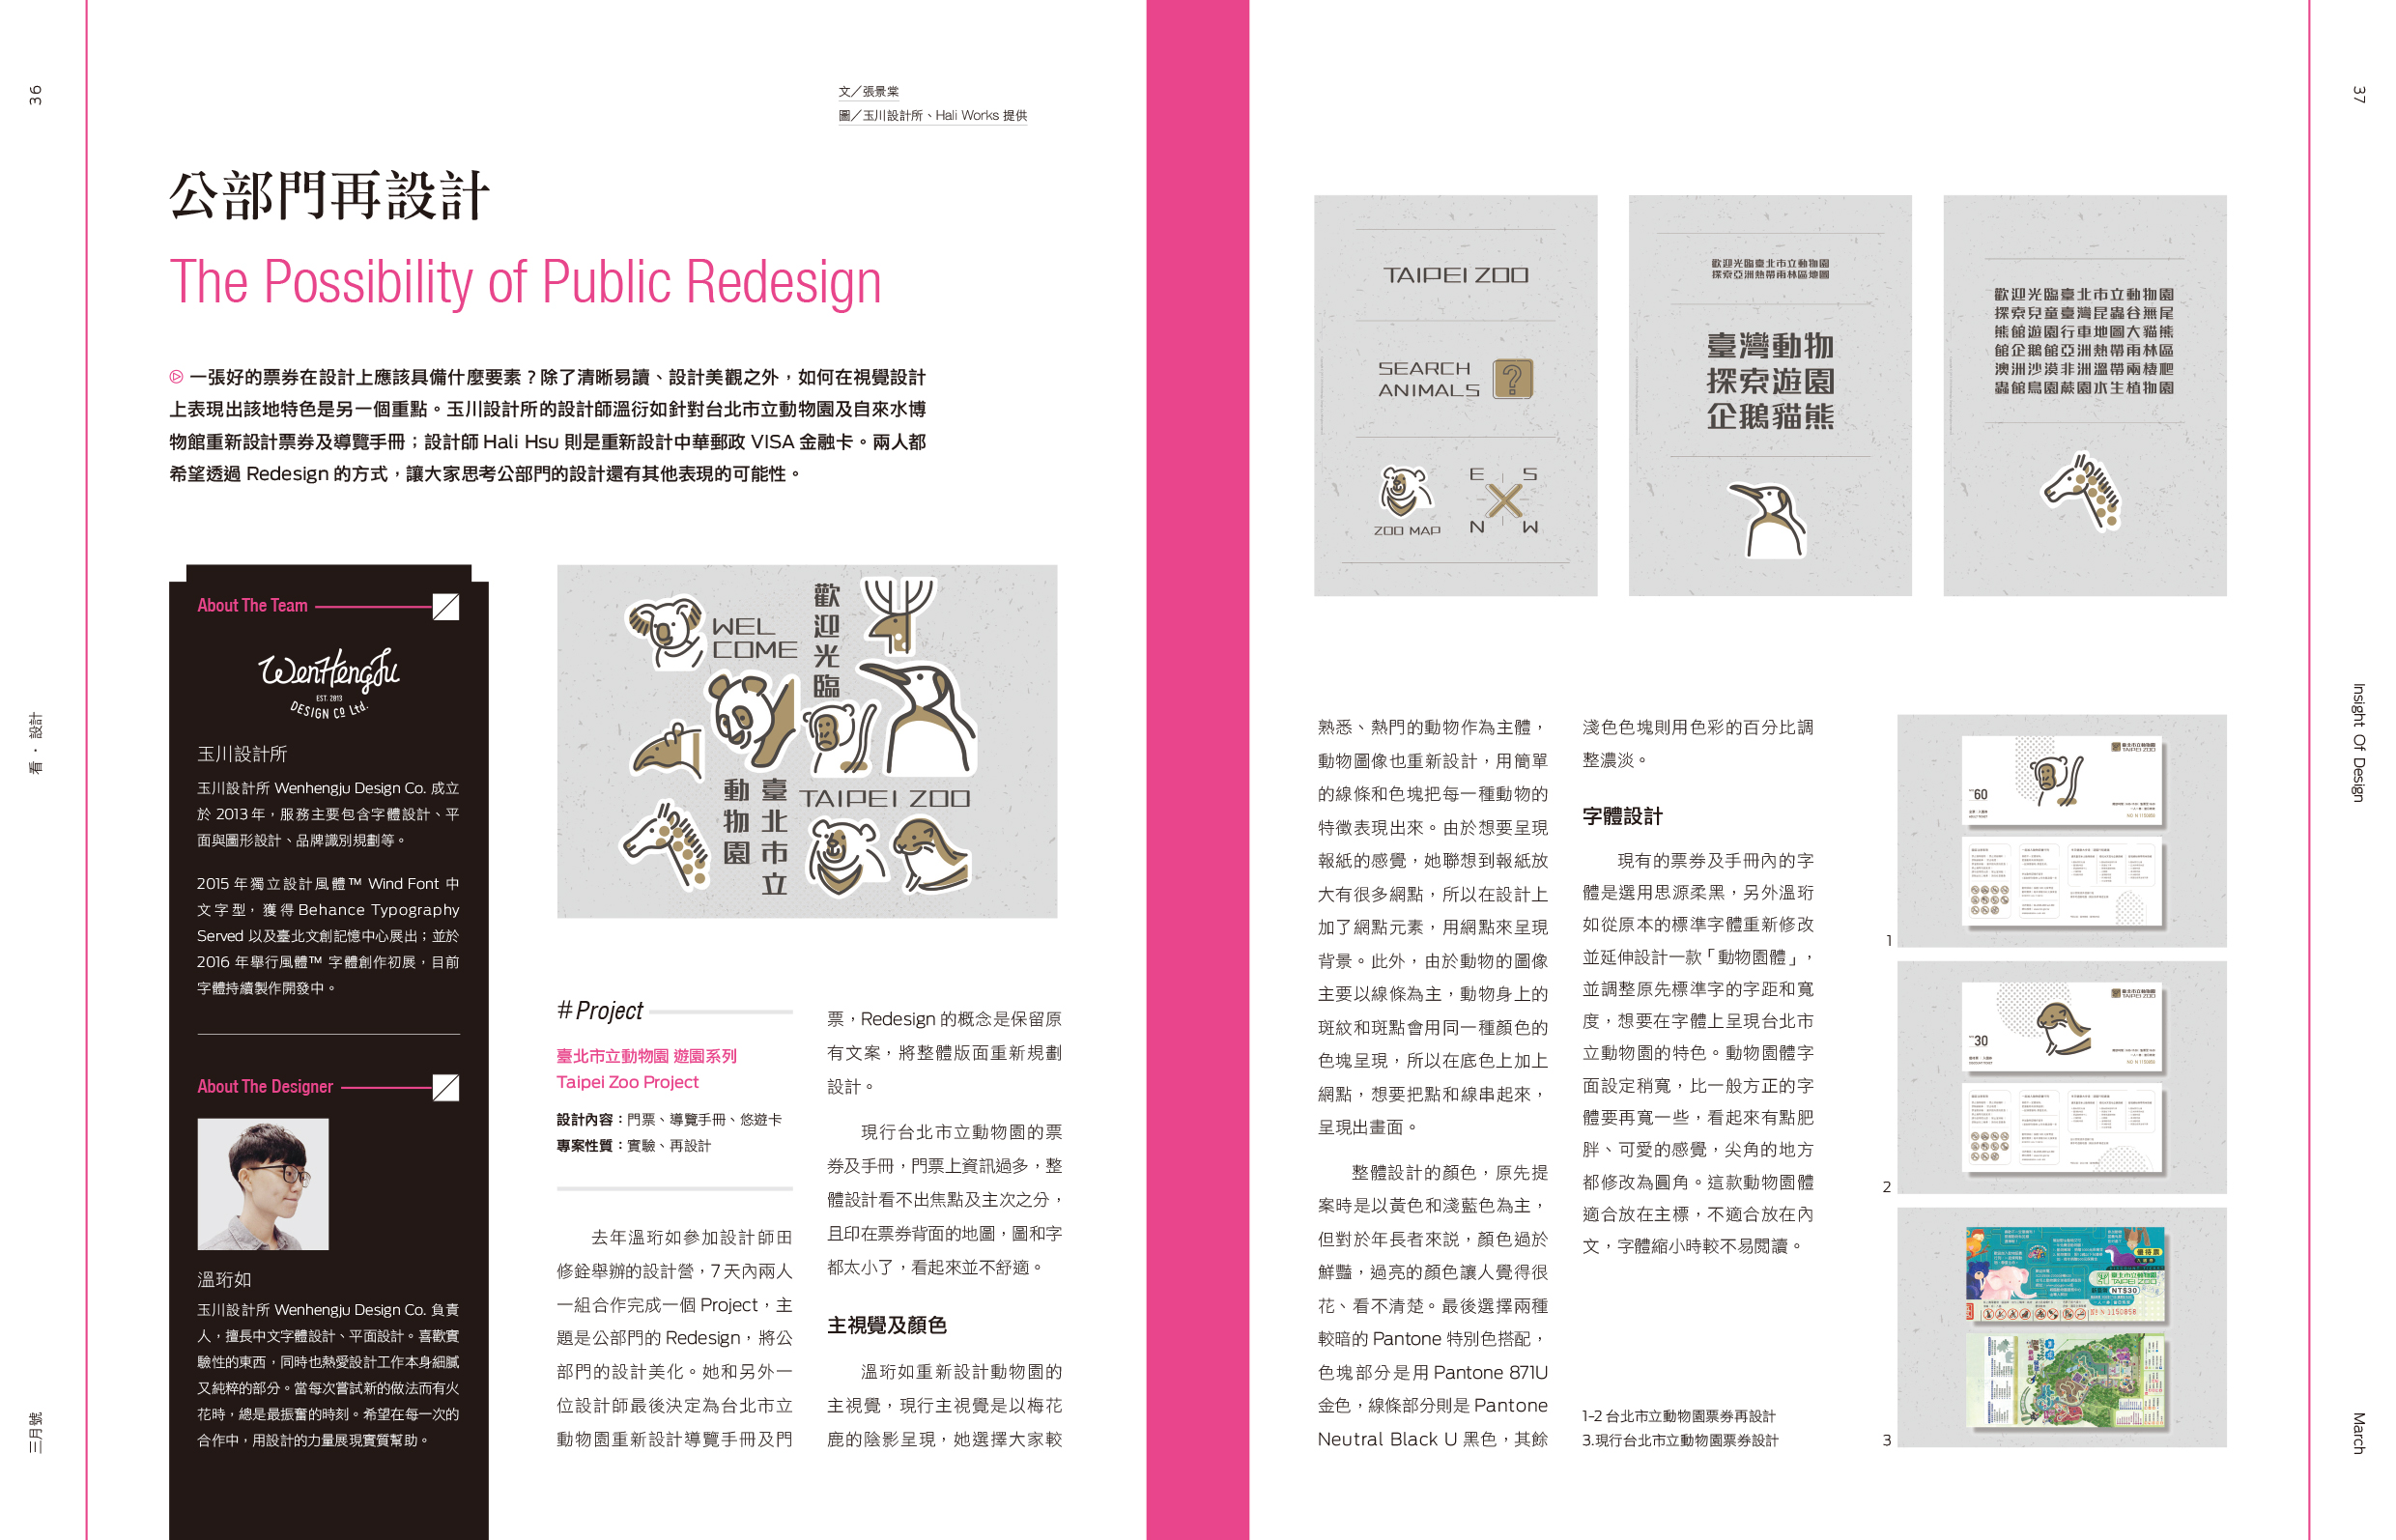 36
看・設計
三月號
文／張景棠
圖／玉川設計所、Hali Works 提供
公部門再設計
The Possibility of Public Redesign
一張好的票券在設計上應該具備什麼要素？除了清晰易讀、設計美觀之外，如何在視覺設計
上表現出該地特色是另一個重點。玉川設計所的設計師溫衍如針對台北市立動物園及自來水博
物館重新設計票券及導覽手冊；設計師 Hali Hsu 則是重新設計中華郵政 VISA 金融卡。兩人都
希望透過 Redesign 的方式，讓大家思考公部門的設計還有其他表現的可能性。
About The Team
WenHengJu
EST. 2013
DESIGN Co Ltd.
玉川設計所
玉川設計所 Wenhengju Design Co. 成立
於 2013 年，服務主要包含字體設計、平
面與圖形設計、品牌識別規劃等。
2015 年獨立設計風體™ Wind Font 中
文字型，獲得 Behance Typography
Served 以及臺北文創記憶中心展出；並於
2016 年舉行風體™ 字體創作初展，目前
字體持續製作開發中。
About The Designer
溫珩如
玉川設計所 Wenhengju Design Co. 負責
人，擅長中文字體設計、平面設計。喜歡實
驗性的東西，同時也熱愛設計工作本身細膩
又純粹的部分。當每次嘗試新的做法而有火
花時，總是最振奮的時刻。希望在每一次的
合作中，用設計的力量展現實質幫助。
WEL
COME
歡迎光臨
臺北市立
動物園
TAIPEI ZOO
#Project
臺北市立動物園 遊園系列
Taipei Zoo Project
設計內容：門票、導覽手冊、悠遊卡
專案性質：實驗、再設計
去年溫珩如參加設計師田
修銓舉辦的設計營，7 天內兩人
一組合作完成一個 Project，主
題是公部門的 Redesign，將公
部門的設計美化。她和另外一
位設計師最後決定為台北市立
動物園重新設計導覽手冊及門
票，Redesign 的概念是保留原
有文案，將整體版面重新規劃
設計。
現行台北市立動物園的票
券及手冊，門票上資訊過多，整
體設計看不出焦點及主次之分，
且印在票券背面的地圖，圖和字
都太小了，看起來並不舒適。
主視覺及顏色
溫珩如重新設計動物園的
主視覺，現行主視覺是以梅花
鹿的陰影呈現，她選擇大家較
TAIPEI ZOO
SEARCH
ANIMALS
?
ZOO MAP
E S
N W
歡迎光臨臺北市立動物園
探索亞洲熱帶雨林區地圖
臺灣動物
探索遊園
企鵝貓熊
歡迎光臨臺北市立動物園
探索兒童臺灣昆蟲谷無尾
熊館遊園行車地圖大貓熊
館企鵝館亞洲熱帶雨林區
澳洲沙漠非洲溫帶兩棲爬
蟲館鳥園蕨園水生植物園
熟悉、熱門的動物作為主體，
動物圖像也重新設計，用簡單
的線條和色塊把每一種動物的
特徵表現出來。由於想要呈現
報紙的感覺，她聯想到報紙放
大有很多網點，所以在設計上
加了網點元素，用網點來呈現
背景。此外，由於動物的圖像
主要以線條為主，動物身上的
斑紋和斑點會用同一種顏色的
色塊呈現，所以在底色上加上
網點，想要把點和線串起來，
呈現出畫面。
整體設計的顏色，原先提
案時是以黃色和淺藍色為主，
但對於年長者來說，顏色過於
鮮豔，過亮的顏色讓人覺得很
花、看不清楚。最後選擇兩種
較暗的 Pantone 特別色搭配，
色塊部分是用 Pantone 871U
金色，線條部分則是 Pantone
Neutral Black U 黑色，其餘
淺色色塊則用色彩的百分比調
整濃淡。
字體設計
現有的票券及手冊內的字
體是選用思源柔黑，另外溫珩
如從原本的標準字體重新修改
並延伸設計一款「動物園體」，
並調整原先標準字的字距和寬
度，想要在字體上呈現台北市
立動物園的特色。動物園體字
面設定稍寬，比一般方正的字
體要再寬一些，看起來有點肥
胖、可愛的感覺，尖角的地方
都修改為圓角。這款動物園體
適合放在主標，不適合放在內
文，字體縮小時較不易閱讀。
1-2 台北市立動物園票券再設計
3.現行台北市立動物園票券設計
臺北市立動物園
TAIPEI ZOO
60
1
臺北市立動物園
TAIPEI ZOO
30
2
優待票
臺北市立動物園
TAIPEI ZOO
NT$30
1150858
3
37
Insight Of Design
March